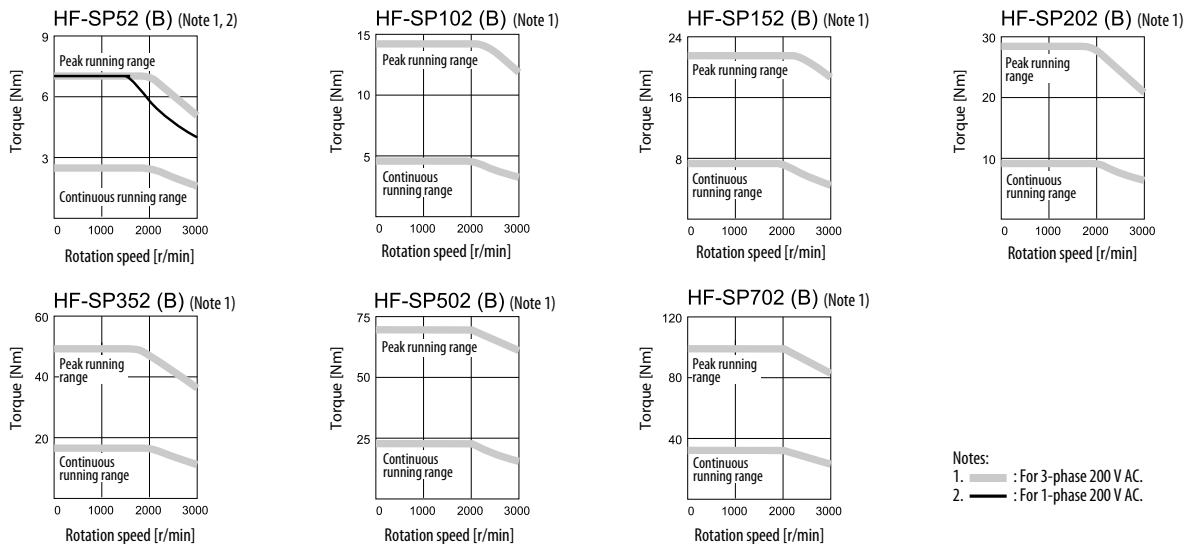 HF-SP52 (B) (Note 1, 2)
9
6
3
Torque [Nm]
Peak running range
Continuous running range
0 1000 2000 3000
Rotation speed [r/min]
HF-SP102 (B) (Note 1)
15
10
5
Torque [Nm]
Peak running range
Continuous
running range
0 1000 2000 3000
Rotation speed [r/min]
HF-SP152 (B) (Note 1)
24
16
8
Torque [Nm]
Peak running range
Continuous
running range
0 1000 2000 3000
Rotation speed [r/min]
HF-SP202 (B) (Note 1)
30
20
10
Torque [Nm]
Peak running
range
Continuous
running range
0 1000 2000 3000
Rotation speed [r/min]
HF-SP352 (B) (Note 1)
60
40
20
Torque [Nm]
Peak running
range
Continuous
running range
0 1000 2000 3000
Rotation speed [r/min]
HF-SP502 (B) (Note 1)
75
50
25
Torque [Nm]
Peak running range
Continuous
running range
0 1000 2000 3000
Rotation speed [r/min]
HF-SP702 (B) (Note 1)
120
80
40
Torque [Nm]
Peak running
range
Continuous
running range
0 1000 2000 3000
Rotation speed [r/min]
Notes:
1. : For 3-phase 200 V AC.
2. : For 1-phase 200 V AC.